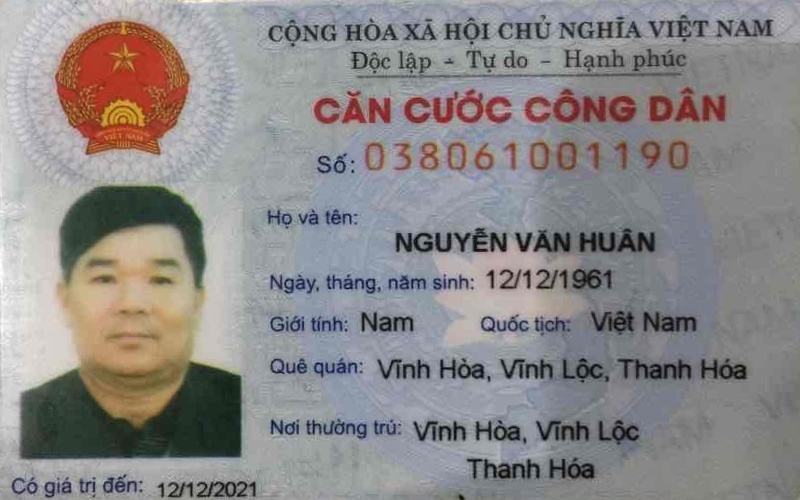 CỘNG HÒA XÃ HỘI CHỦ NGHĨA VIỆT NAM
Độc lập - Tự do - Hạnh phúc
CĂN CƯỚC CÔNG DÂN
Số: 038061001190
Họ và tên:
NGUYỄN VĂN HUÂN
Ngày, tháng, năm sinh: 12/12/1961
Giới tính: Nam Quốc tịch: Việt Nam
Quê quán: Vĩnh Hòa, Vĩnh Lộc, Thanh Hóa
Nơi thường trú: Vĩnh Hòa, Vĩnh Lộc
Thanh Hóa
Có giá trị đến: 12/12/2021